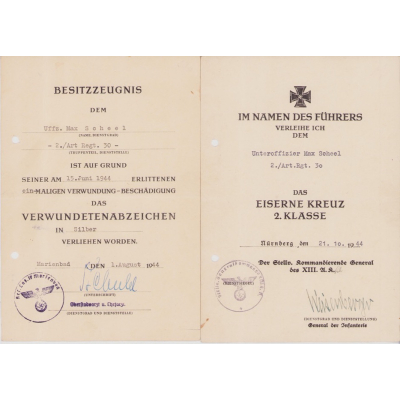 BESITZZEUGNIS
DEM
Uffz. Max Scheel
(NAME, DIENSTGRAD)
- 2./Art Regt. 30 -
(TRUPPENTEIL, DIENSTSTELLE)
IST AUF GRUND
SEINER AM 15.Juni 1944 ERLITTENEN
ein-MALIGEN VERWUNDUNG - BESCHÄDIGUNG
DAS
VERWUNDETENABZEICHEN
IN Silber
VERLIEHEN WORDEN.
Marienbad DEN 1.August 1944
(UNTERSCHRIFT)
(DIENSTGRAD UND DIENSTSTELLE)
IM NAMEN DES FÜHRERS
VERLEIHE ICH
DEM
Unteroffizier Max Scheel
2./Art.Rgt. 30
DAS
EISERNE KREUZ
2. KLASSE
Nürnberg den 21. 10. 1944
Der Stellv. Kommandierende General
des XIII. A.K.
General der Infanterie
(DIENSTGRAD UND DIENSTSTELLUNG)